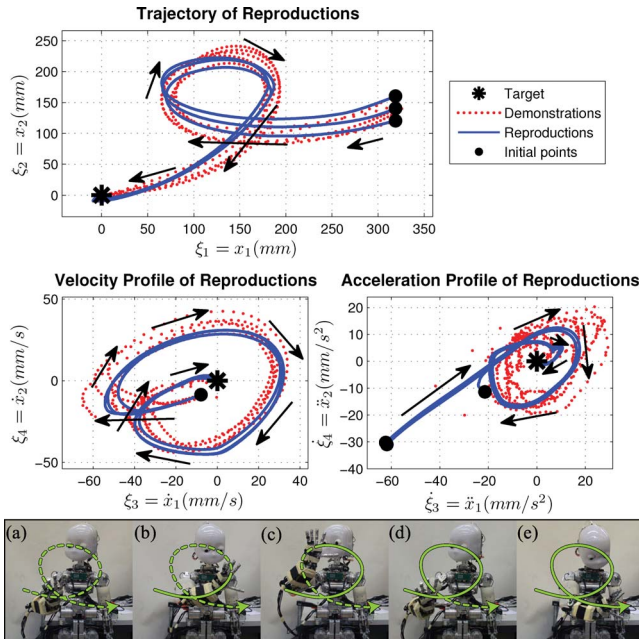 Trajectory of Reproductions
250
200
150
100
50
0
ξ2 = x2(mm)
0 50 100 150 200 250 300 350
ξ1 = x1(mm)
Target
Demonstrations
Reproductions
Initial points
Velocity Profile of Reproductions
50
0
−50
ξ4 = ẋ2(mm/s)
−60 −40 −20 0 20 40
ξ3 = ẋ1(mm/s)
Acceleration Profile of Reproductions
20
10
0
−10
−20
−30
−40
ξ̇4 = ẍ2(mm/s²)
−60 −40 −20 0 20
ξ̇3 = ẍ1(mm/s²)
(a) (b) (c) (d) (e)